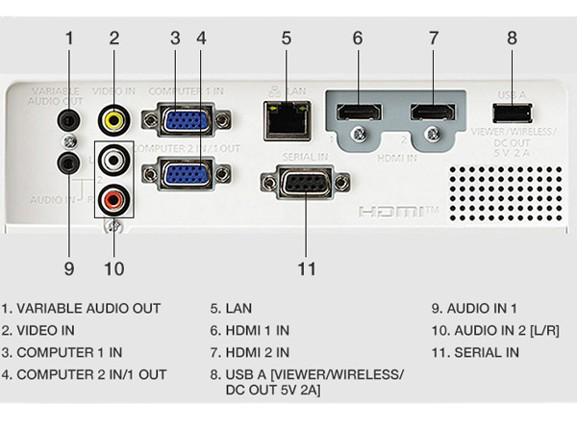 1 2 3 4 5 6 7 8
VARIABLE AUDIO OUT
VIDEO IN
COMPUTER 1 IN
LAN
USB A
1 2
COMPUTER 2 IN/1 OUT
SERIAL IN
HDMI IN
VIEWER/WIRELESS/
DC OUT
5V 2A
L
2
AUDIO IN
R
HDMI™
9 10 11
1. VARIABLE AUDIO OUT
2. VIDEO IN
3. COMPUTER 1 IN
4. COMPUTER 2 IN/1 OUT
5. LAN
6. HDMI 1 IN
7. HDMI 2 IN
8. USB A [VIEWER/WIRELESS/
DC OUT 5V 2A]
9. AUDIO IN 1
10. AUDIO IN 2 [L/R]
11. SERIAL IN